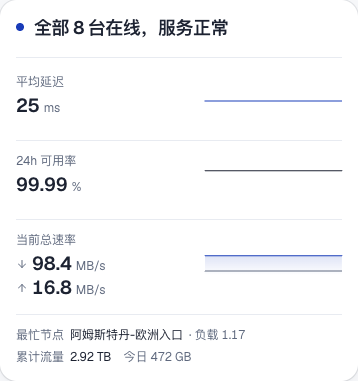 全部 8 台在线，服务正常
平均延迟
25 ms
24h 可用率
99.99 %
当前总速率
↓ 98.4 MB/s
↑ 16.8 MB/s
最忙节点 阿姆斯特丹-欧洲入口 · 负载 1.17
累计流量 2.92 TB 今日 472 GB